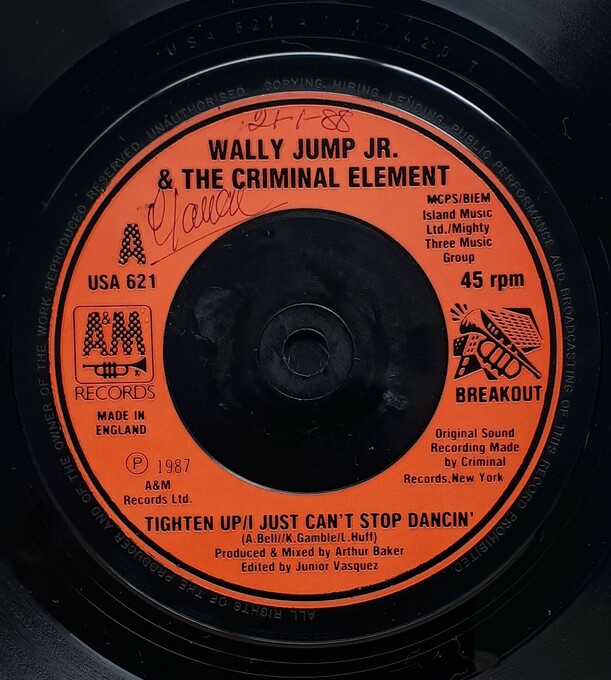 USA 621 A
UNAUTHORISED COPYING, HIRING, LENDING, PUBLIC PERFORMANCE AND BROADCASTING OF THIS RECORD PROHIBITED. ALL RIGHTS OF THE PRODUCER AND OF THE OWNER OF THE WORK REPRODUCED RESERVED
21-1-88
WALLY JUMP JR.
& THE CRIMINAL ELEMENT
A
USA 621
MCPS/BIEM
Island Music
Ltd./Mighty
Three Music
Group
45 rpm
A&M
RECORDS
BREAKOUT
MADE IN
ENGLAND
Ⓟ 1987
A&M
Records Ltd.
Original Sound
Recording Made
by Criminal
Records, New York
TIGHTEN UP/I JUST CAN'T STOP DANCIN'
(A.Bell//K.Gamble/L.Huff)
Produced & Mixed by Arthur Baker
Edited by Junior Vasquez